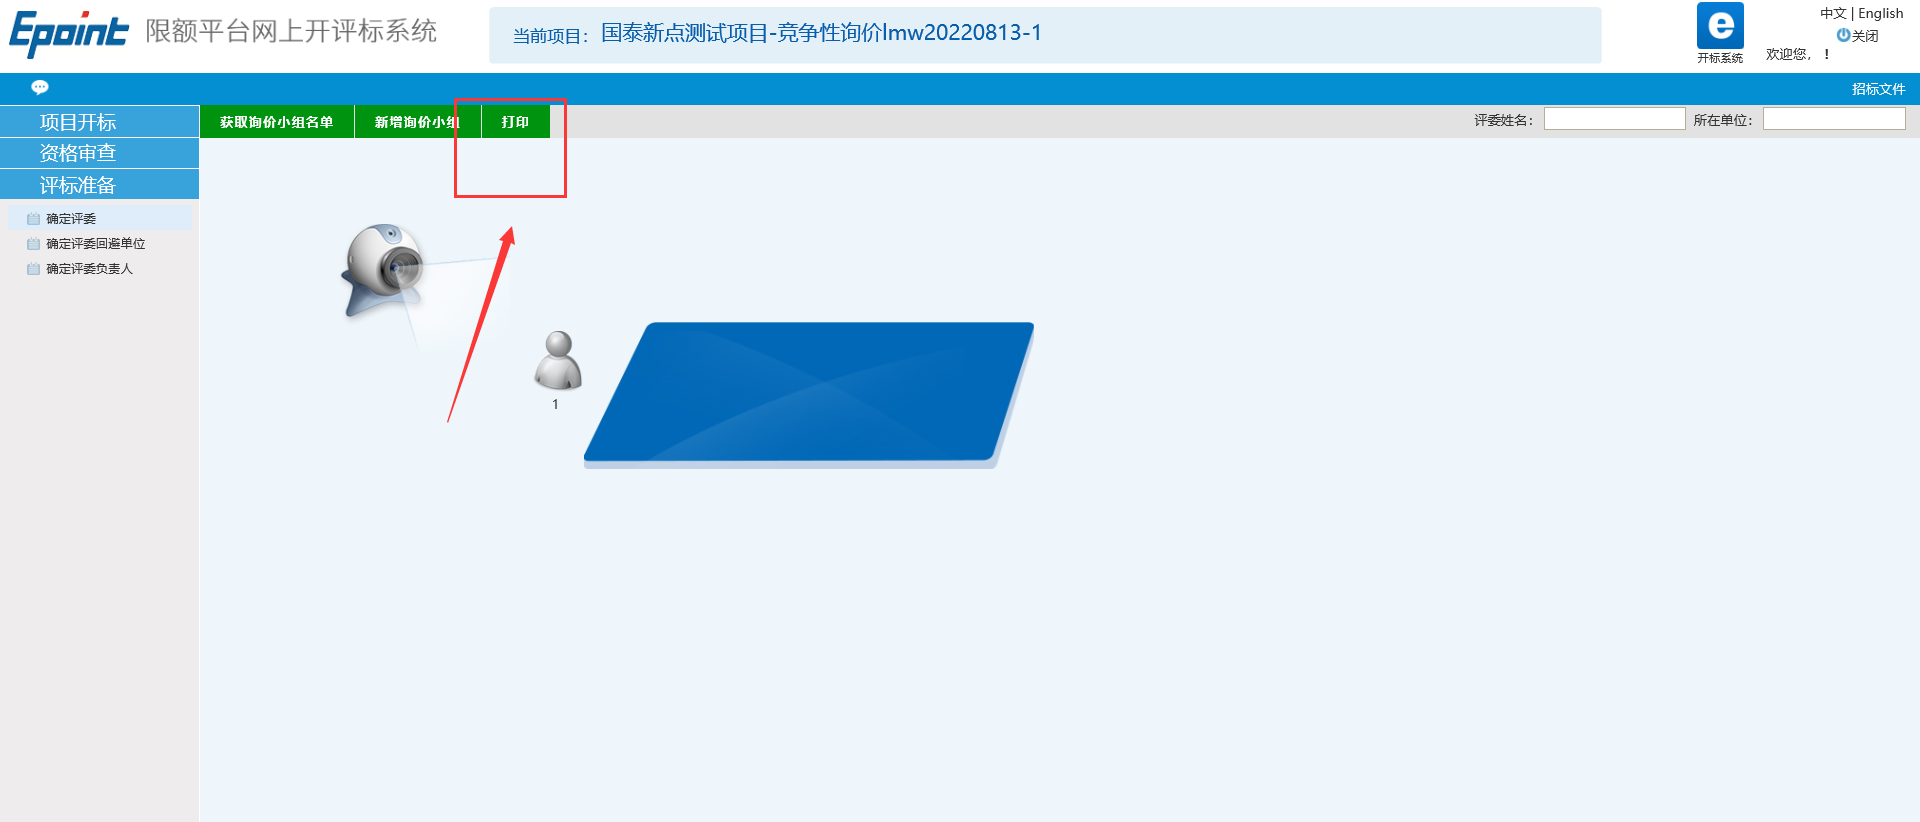 Epoint 限额平台网上开评标系统
当前项目： 国泰新点测试项目-竞争性询价lmw20220813-1
e
开标系统
中文 | English
关闭
欢迎您， ！
招标文件
项目开标
资格审查
评标准备
确定评委
确定评委回避单位
确定评委负责人
获取询价小组名单 新增询价小组 打印
评委姓名： 所在单位：
1